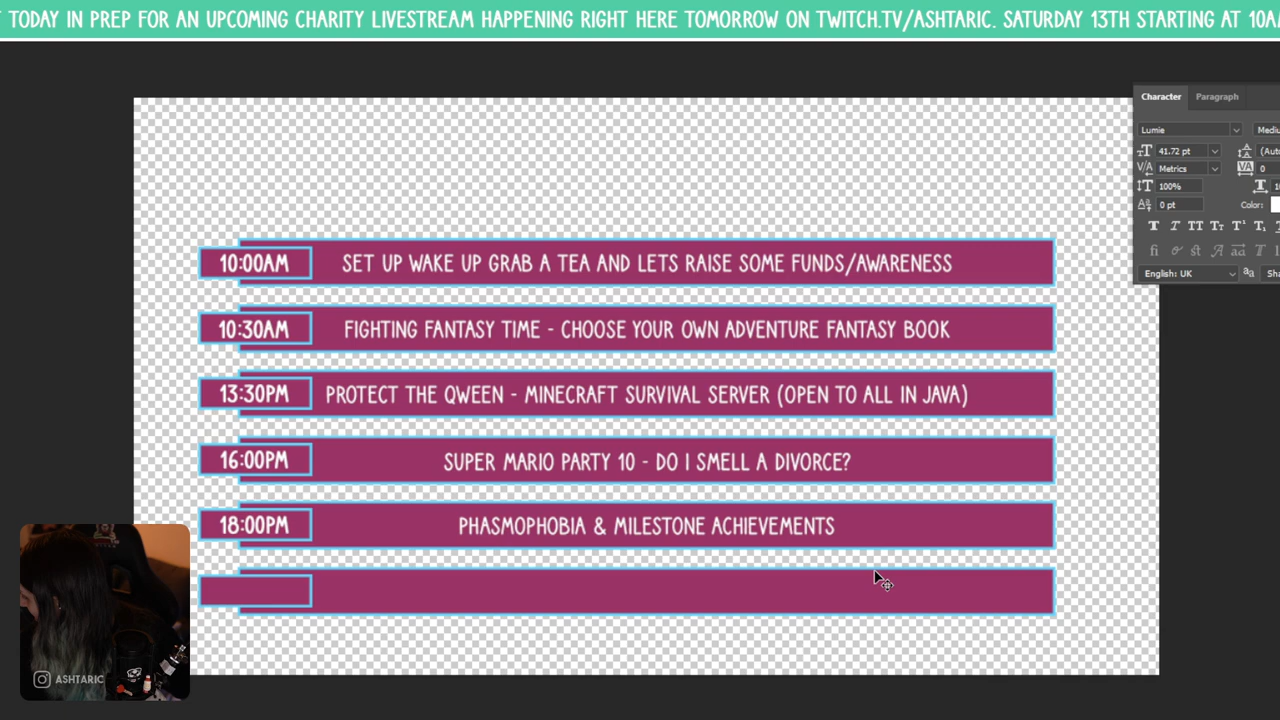 TODAY IN PREP FOR AN UPCOMING CHARITY LIVESTREAM HAPPENING RIGHT HERE TOMORROW ON TWITCH.TV/ASHTARIC. SATURDAY 13TH STARTING AT 10A
Character Paragraph
Lumie
41.72 pt (Aut
Metrics 0
100%
0 pt Color:
English: UK
10:00AM SET UP WAKE UP GRAB A TEA AND LETS RAISE SOME FUNDS/AWARENESS
10:30AM FIGHTING FANTASY TIME - CHOOSE YOUR OWN ADVENTURE FANTASY BOOK
13:30PM PROTECT THE QWEEN - MINECRAFT SURVIVAL SERVER (OPEN TO ALL IN JAVA)
16:00PM SUPER MARIO PARTY 10 - DO I SMELL A DIVORCE?
18:00PM PHASMOPHOBIA & MILESTONE ACHIEVEMENTS
ASHTARIC